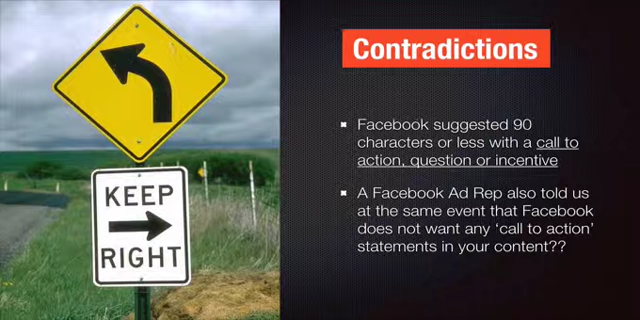 KEEP
RIGHT
Contradictions
Facebook suggested 90
characters or less with a call to
action, question or incentive
A Facebook Ad Rep also told us
at the same event that Facebook
does not want any ‘call to action’
statements in your content??